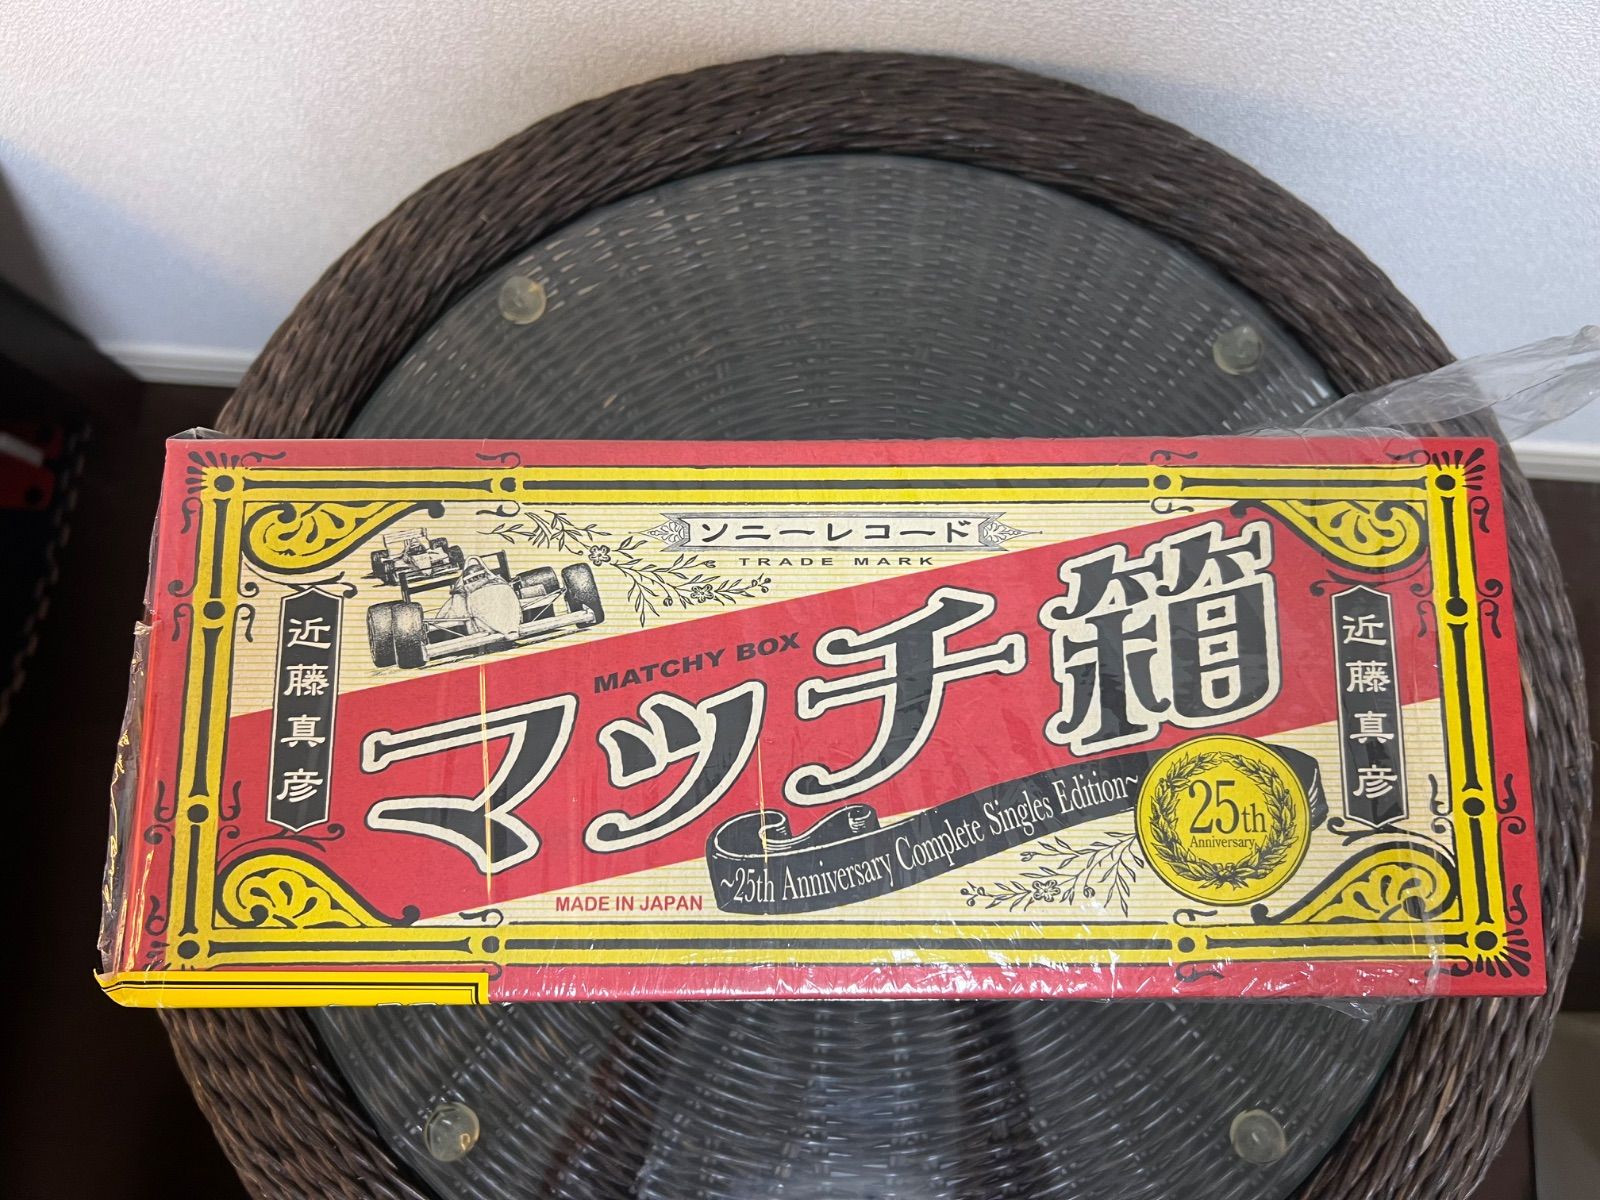 ソニーレコード
TRADE MARK
近藤真彦
MATCHY BOX
マッチ箱
近藤真彦
~25th Anniversary Complete Singles Edition~
25th
Anniversary
MADE IN JAPAN